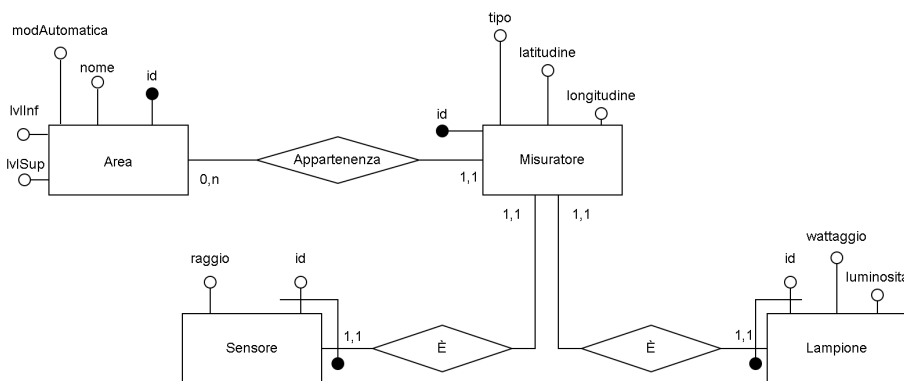 tipo
modAutomatica
latitudine
nome
id
longitudine
lvlInf
id
Area
Appartenenza
Misuratore
lvlSup
0,n
1,1
1,1
1,1
wattaggio
raggio
id
id
luminosita
1,1
1,1
Sensore
È
È
Lampione